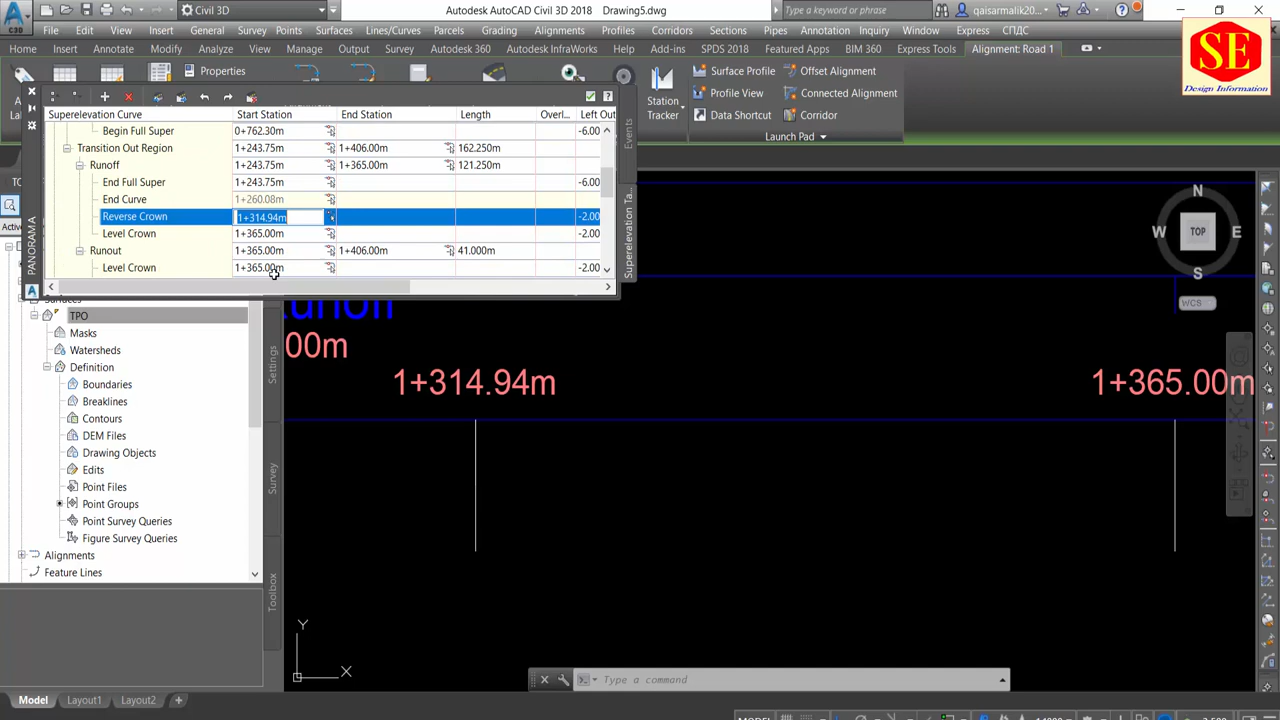 Civil 3D
Autodesk AutoCAD Civil 3D 2018 Drawing5.dwg
Type a keyword or phrase
qaisarmalik20...
File Edit View Insert General Survey Points Surfaces Lines/Curves Parcels Grading Alignments Profiles Corridors Sections Pipes Annotation Inquiry Window Express СПДС
Home Insert Annotate Modify Analyze View Manage Output Survey Autodesk 360 Autodesk InfraWorks Help Add-ins SPDS 2018 Featured Apps BIM 360 Express Tools Alignment: Road 1
SE
Design Information
Properties
Station
Tracker
Surface Profile
Offset Alignment
Profile View
Connected Alignment
Data Shortcut
Corridor
Launch Pad
Superelevation Curve Start Station End Station Length Overl... Left Out
Begin Full Super 0+762.30m -6.00
Transition Out Region 1+243.75m 1+406.00m 162.250m
Runoff 1+243.75m 1+365.00m 121.250m
End Full Super 1+243.75m -6.00
End Curve 1+260.08m
Reverse Crown 1+314.94m -2.00
Level Crown 1+365.00m -2.00
Runout 1+365.00m 1+406.00m 41.000m
Level Crown 1+365.00m -2.00
PANORAMA
Events
Superelevation Ta...
TPO
Masks
Watersheds
Definition
Boundaries
Breaklines
Contours
DEM Files
Drawing Objects
Edits
Point Files
Point Groups
Point Survey Queries
Figure Survey Queries
Alignments
Feature Lines
Settings
Survey
Toolbox
00m
1+314.94m
1+365.00m
N
W TOP E
S
WCS
Y
X
Type a command
Model Layout1 Layout2 +
MODEL